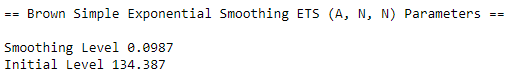 == Brown Simple Exponential Smoothing ETS (A, N, N) Parameters ==
Smoothing Level 0.0987
Initial Level 134.387